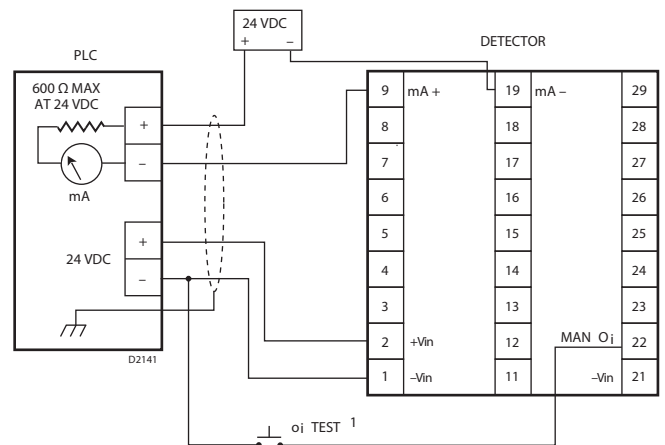 24 VDC
+ –
PLC
DETECTOR
600 Ω MAX
AT 24 VDC
+
–
mA
24 VDC
+
–
D2141
9 mA + 19 mA – 29
8 18 28
7 17 27
6 16 26
5 15 25
4 14 24
3 13 23
2 +Vin 12 MAN Oi 22
1 –Vin 11 –Vin 21
oi TEST 1